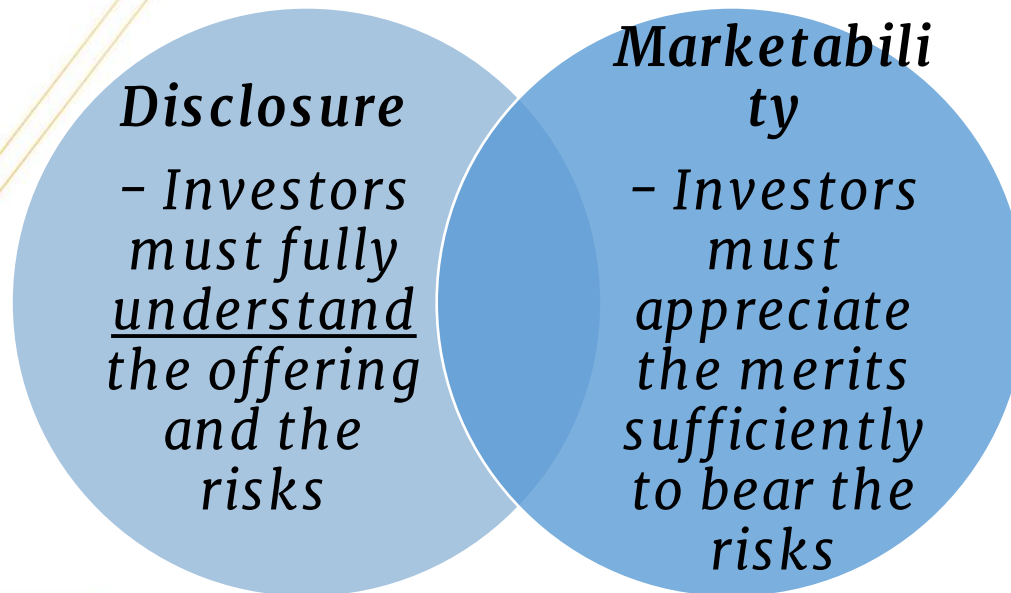 Disclosure
– Investors
must fully
understand
the offering
and the
risks
Marketabili
ty
– Investors
must
appreciate
the merits
sufficiently
to bear the
risks